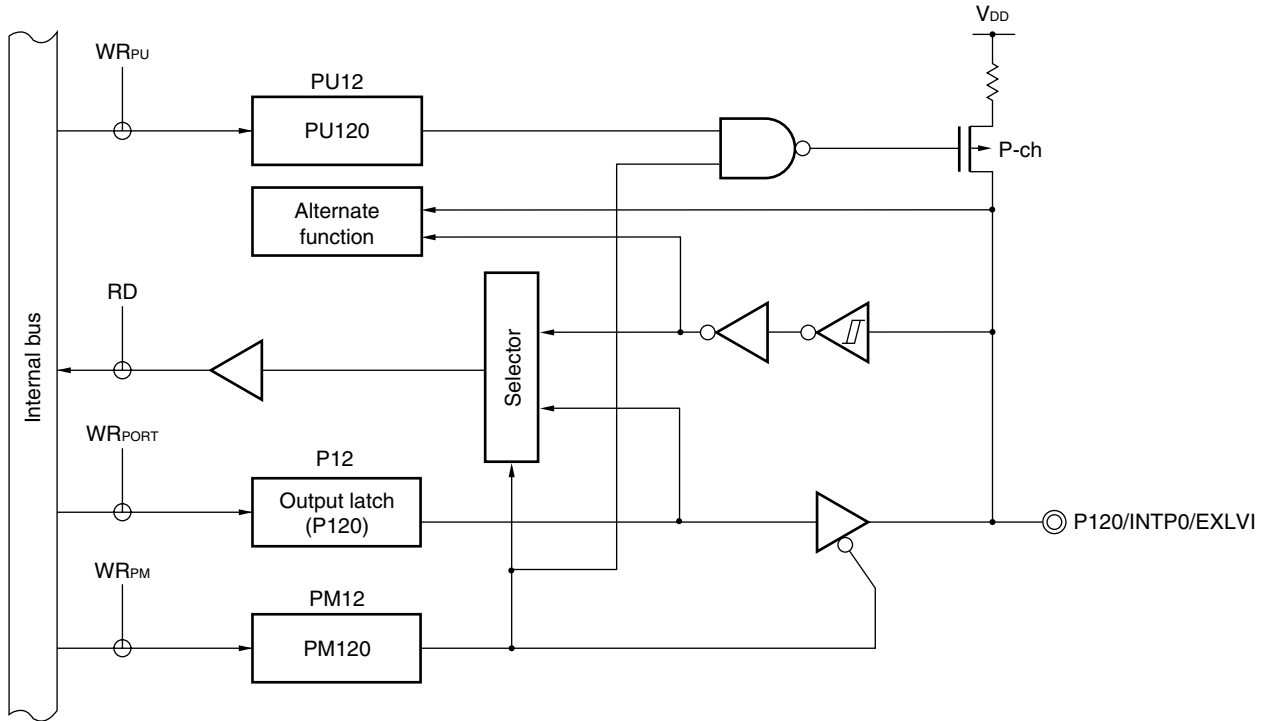 VDD
WRPU
PU12
PU120
P-ch
Alternate
function
RD
Internal bus
Selector
WRPORT
P12
Output latch
(P120)
P120/INTP0/EXLVI
WRPM
PM12
PM120